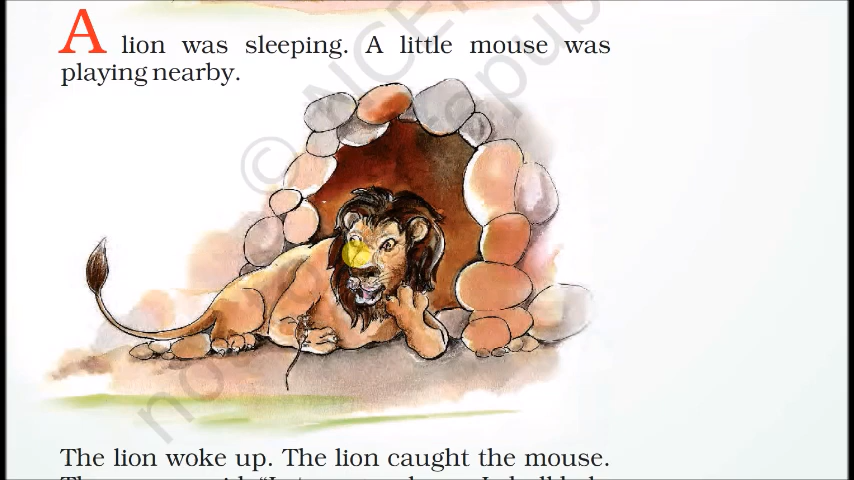 A lion was sleeping. A little mouse was
playing nearby.
The lion woke up. The lion caught the mouse.